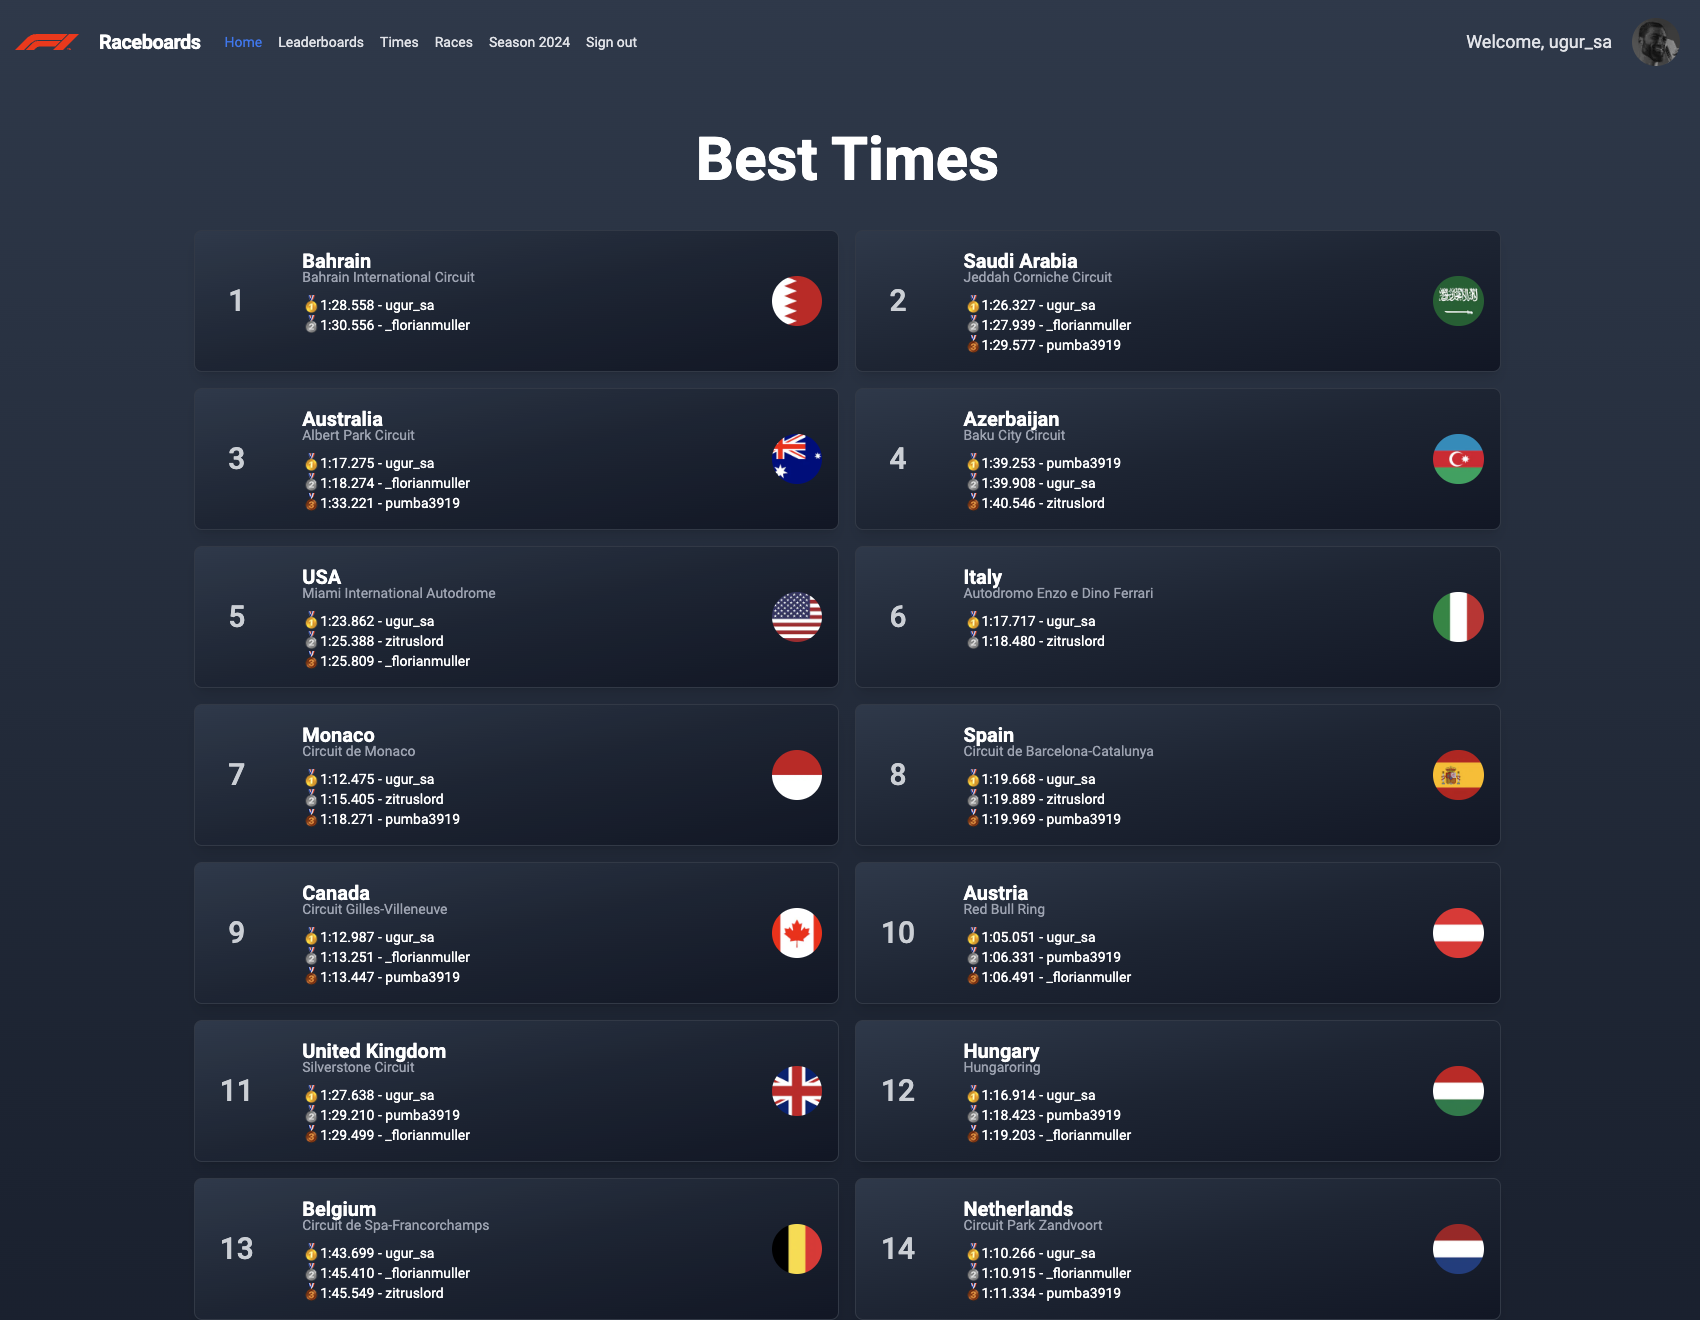 Raceboards
Home
Leaderboards
Times
Races
Season 2024
Sign out
Welcome, ugur_sa
Best Times
1
Bahrain
Bahrain International Circuit
1:28.558 - ugur_sa
1:30.556 - _florianmuller
2
Saudi Arabia
Jeddah Corniche Circuit
1:26.327 - ugur_sa
1:27.939 - _florianmuller
1:29.577 - pumba3919
3
Australia
Albert Park Circuit
1:17.275 - ugur_sa
1:18.274 - _florianmuller
1:33.221 - pumba3919
4
Azerbaijan
Baku City Circuit
1:39.253 - pumba3919
1:39.908 - ugur_sa
1:40.546 - zitruslord
5
USA
Miami International Autodrome
1:23.862 - ugur_sa
1:25.388 - zitruslord
1:25.809 - _florianmuller
6
Italy
Autodromo Enzo e Dino Ferrari
1:17.717 - ugur_sa
1:18.480 - zitruslord
7
Monaco
Circuit de Monaco
1:12.475 - ugur_sa
1:15.405 - zitruslord
1:18.271 - pumba3919
8
Spain
Circuit de Barcelona-Catalunya
1:19.668 - ugur_sa
1:19.889 - zitruslord
1:19.969 - pumba3919
9
Canada
Circuit Gilles-Villeneuve
1:12.987 - ugur_sa
1:13.251 - _florianmuller
1:13.447 - pumba3919
10
Austria
Red Bull Ring
1:05.051 - ugur_sa
1:06.331 - pumba3919
1:06.491 - _florianmuller
11
United Kingdom
Silverstone Circuit
1:27.638 - ugur_sa
1:29.210 - pumba3919
1:29.499 - _florianmuller
12
Hungary
Hungaroring
1:16.914 - ugur_sa
1:18.423 - pumba3919
1:19.203 - _florianmuller
13
Belgium
Circuit de Spa-Francorchamps
1:43.699 - ugur_sa
1:45.410 - _florianmuller
1:45.549 - zitruslord
14
Netherlands
Circuit Park Zandvoort
1:10.266 - ugur_sa
1:10.915 - _florianmuller
1:11.334 - pumba3919